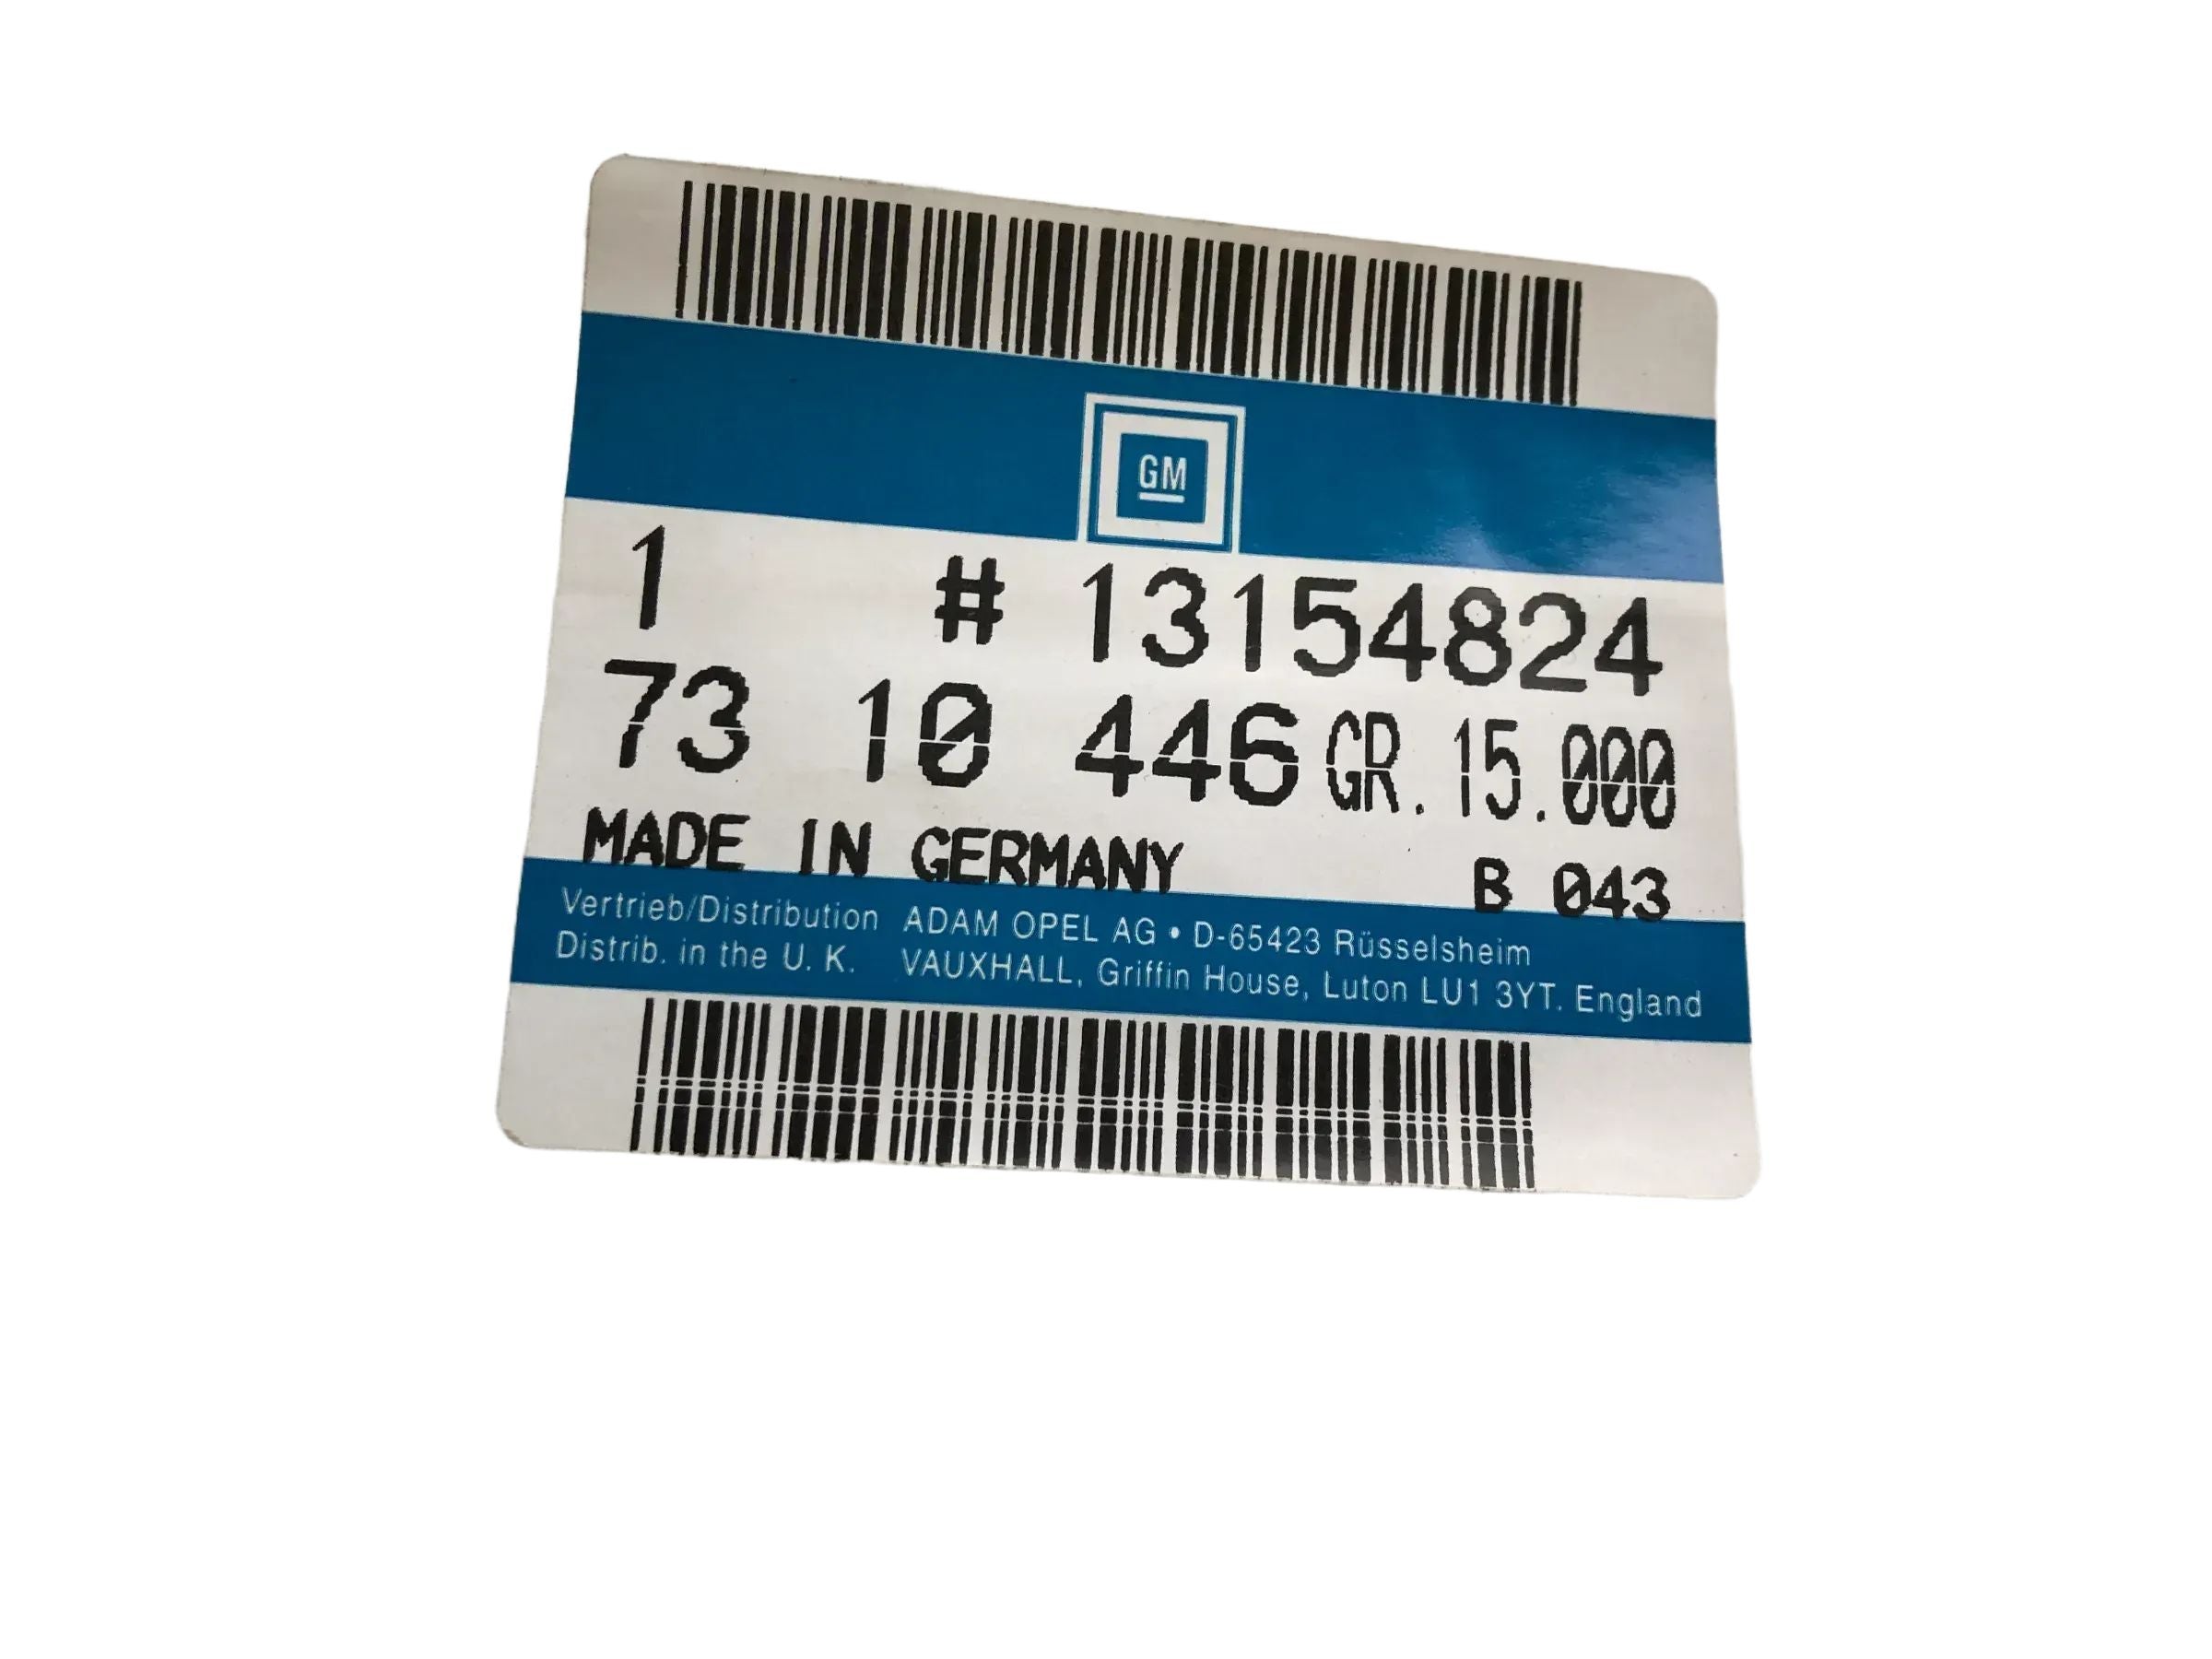 GM
1 # 13154824
73 10 446 GR. 15.000
MADE IN GERMANY B 043
Vertrieb/Distribution ADAM OPEL AG • D-65423 Rüsselsheim
Distrib. in the U. K. VAUXHALL, Griffin House, Luton LU1 3YT. England